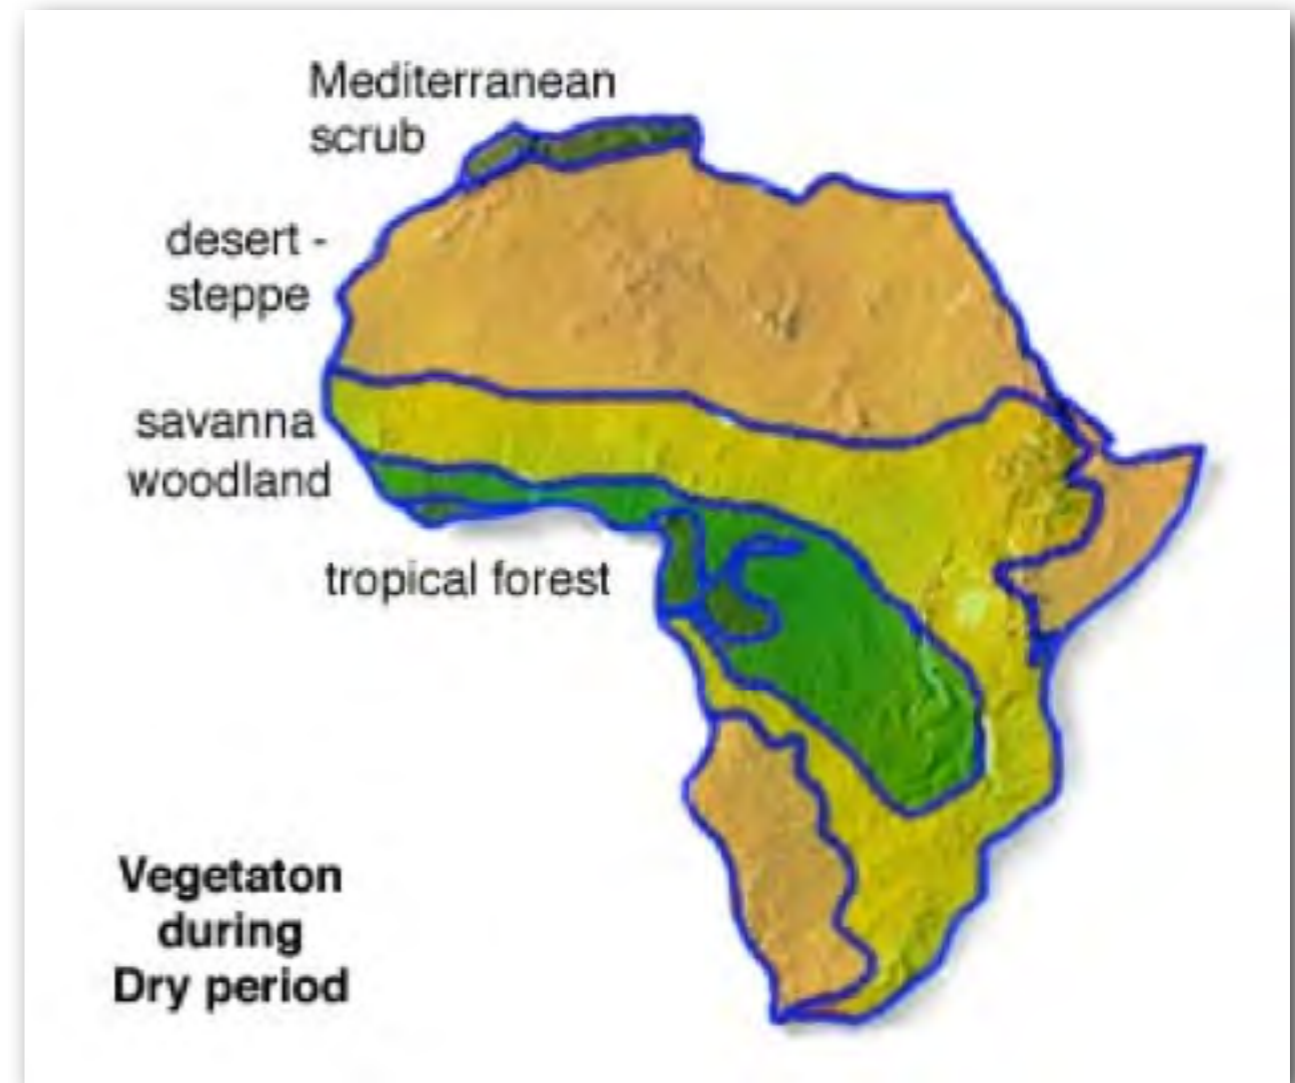 Mediterranean
scrub
desert -
steppe
savanna
woodland
tropical forest
Vegetaton
during
Dry period